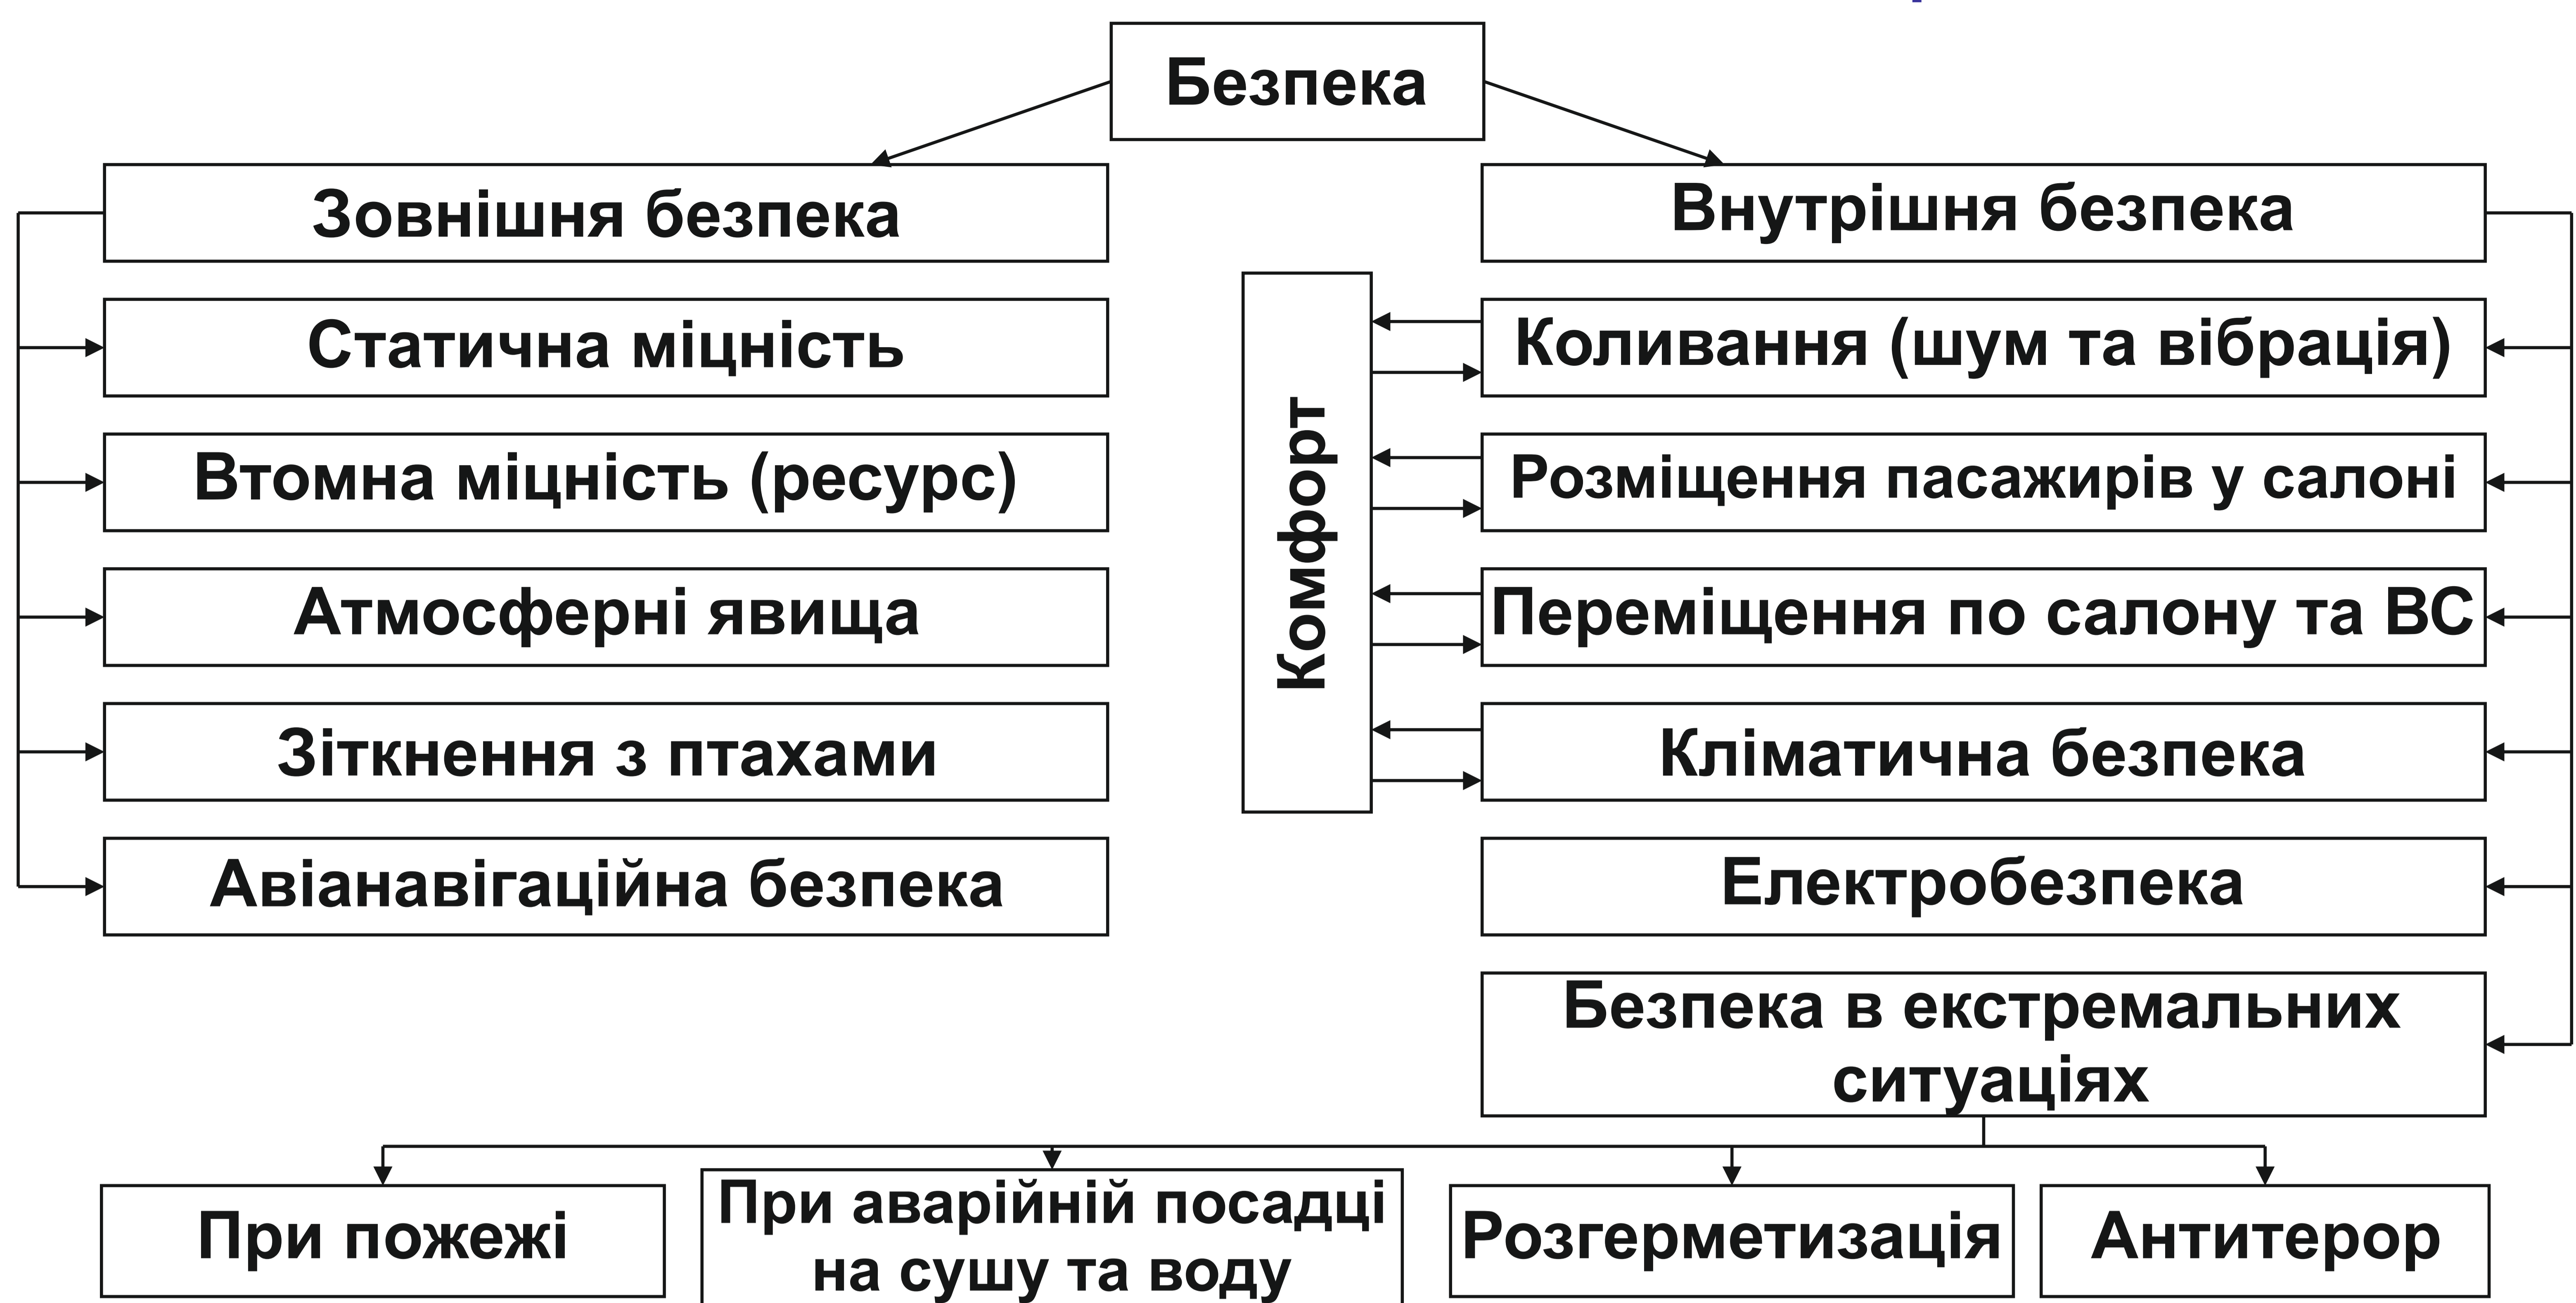 Безпека
Зовнішня безпека
Внутрішня безпека
Статична міцність
Коливання (шум та вібрація)
Втомна міцність (ресурс)
Розміщення пасажирів у салоні
Комфорт
Атмосферні явища
Переміщення по салону та ВС
Зіткнення з птахами
Кліматична безпека
Авіанавігаційна безпека
Електробезпека
Безпека в екстремальних
ситуаціях
При пожежі
При аварійній посадці
на сушу та воду
Розгерметизація
Антитерор